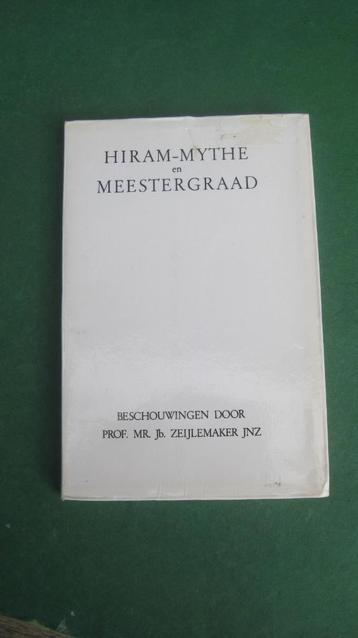 HIRAM-MYTHE
en
MEESTERGRAAD
BESCHOUWINGEN DOOR
PROF. MR. Jb. ZEIJLEMAKER JNZ